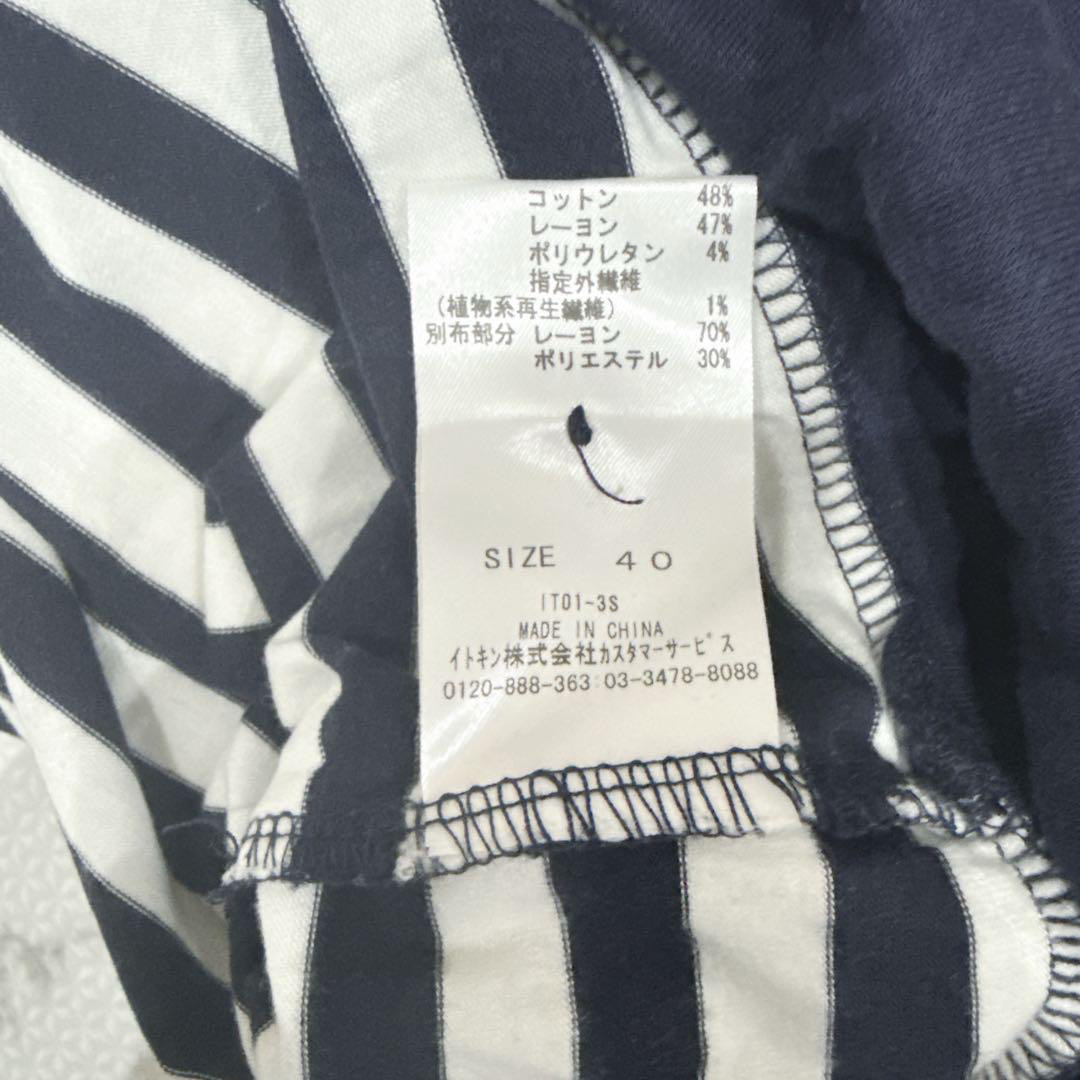 コットン 48%
レーヨン 47%
ポリウレタン 4%
指定外繊維
(植物系再生繊維) 1%
別布部分 レーヨン 70%
ポリエステル 30%
SIZE 40
IT01-3S
MADE IN CHINA
ｲﾄｷﾝ株式会社ｶｽﾀﾏｰｻｰﾋﾞｽ
0120-888-363:03-3478-8088